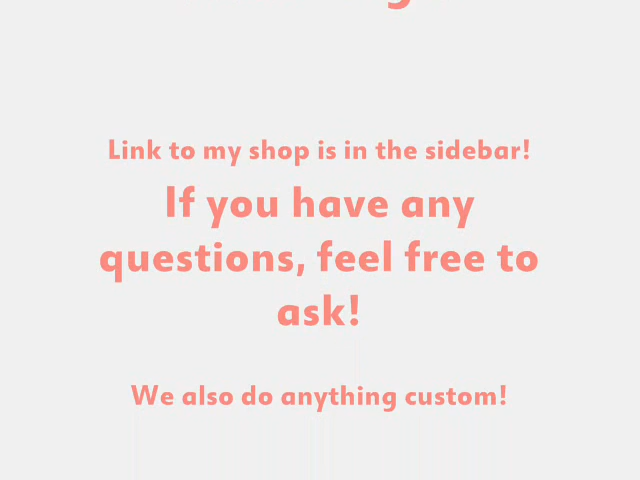 Link to my shop is in the sidebar!
If you have any
questions, feel free to
ask!
We also do anything custom!